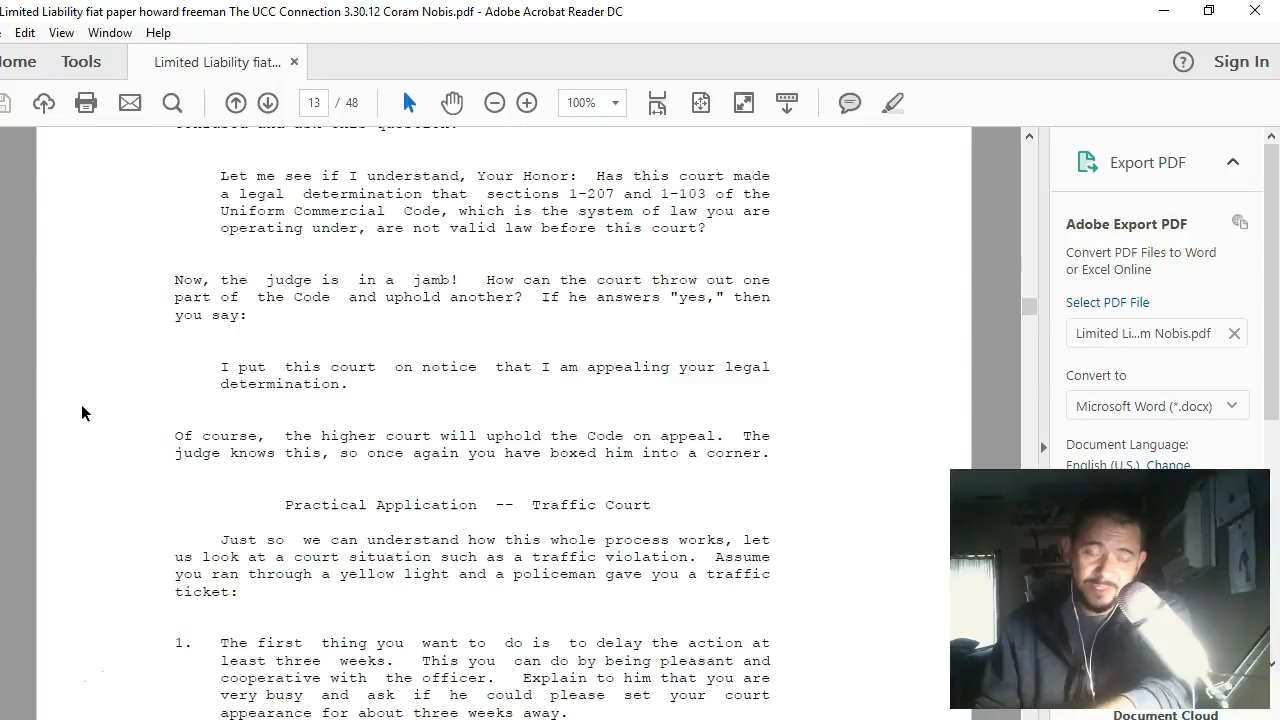 Limited Liability fiat paper howard freeman The UCC Connection 3.30.12 Coram Nobis.pdf - Adobe Acrobat Reader DC
Edit View Window Help
ome Tools Limited Liability fiat... × Sign In
13 / 48 100%
confused and ask this question:
Let me see if I understand, Your Honor: Has this court made
a legal determination that sections 1-207 and 1-103 of the
Uniform Commercial Code, which is the system of law you are
operating under, are not valid law before this court?
Now, the judge is in a jamb! How can the court throw out one
part of the Code and uphold another? If he answers "yes," then
you say:
I put this court on notice that I am appealing your legal
determination.
Of course, the higher court will uphold the Code on appeal. The
judge knows this, so once again you have boxed him into a corner.
Practical Application -- Traffic Court
Just so we can understand how this whole process works, let
us look at a court situation such as a traffic violation. Assume
you ran through a yellow light and a policeman gave you a traffic
ticket:
1. The first thing you want to do is to delay the action at
least three weeks. This you can do by being pleasant and
cooperative with the officer. Explain to him that you are
very busy and ask if he could please set your court
appearance for about three weeks away.
Export PDF
Adobe Export PDF
Convert PDF Files to Word
or Excel Online
Select PDF File
Limited Li...m Nobis.pdf
Convert to
Microsoft Word (*.docx)
Document Language:
English (U.S.) Change
Document Cloud